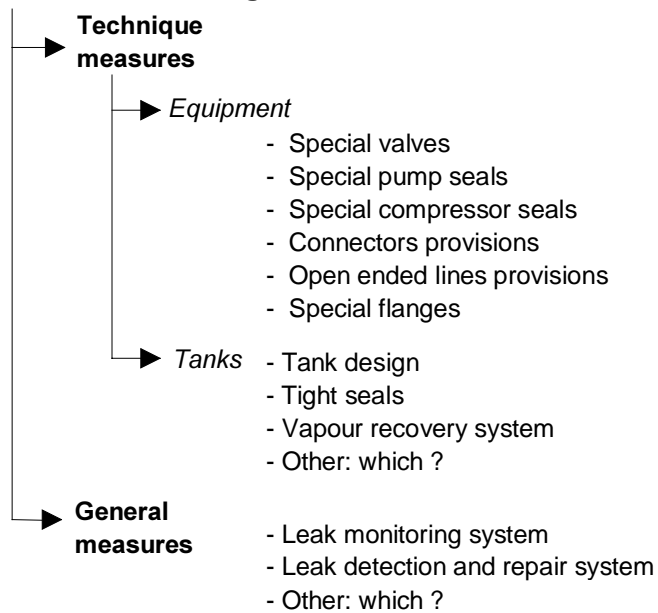 Technique
measures
Equipment
- Special valves
- Special pump seals
- Special compressor seals
- Connectors provisions
- Open ended lines provisions
- Special flanges
Tanks - Tank design
- Tight seals
- Vapour recovery system
- Other: which ?
General
measures
- Leak monitoring system
- Leak detection and repair system
- Other: which ?